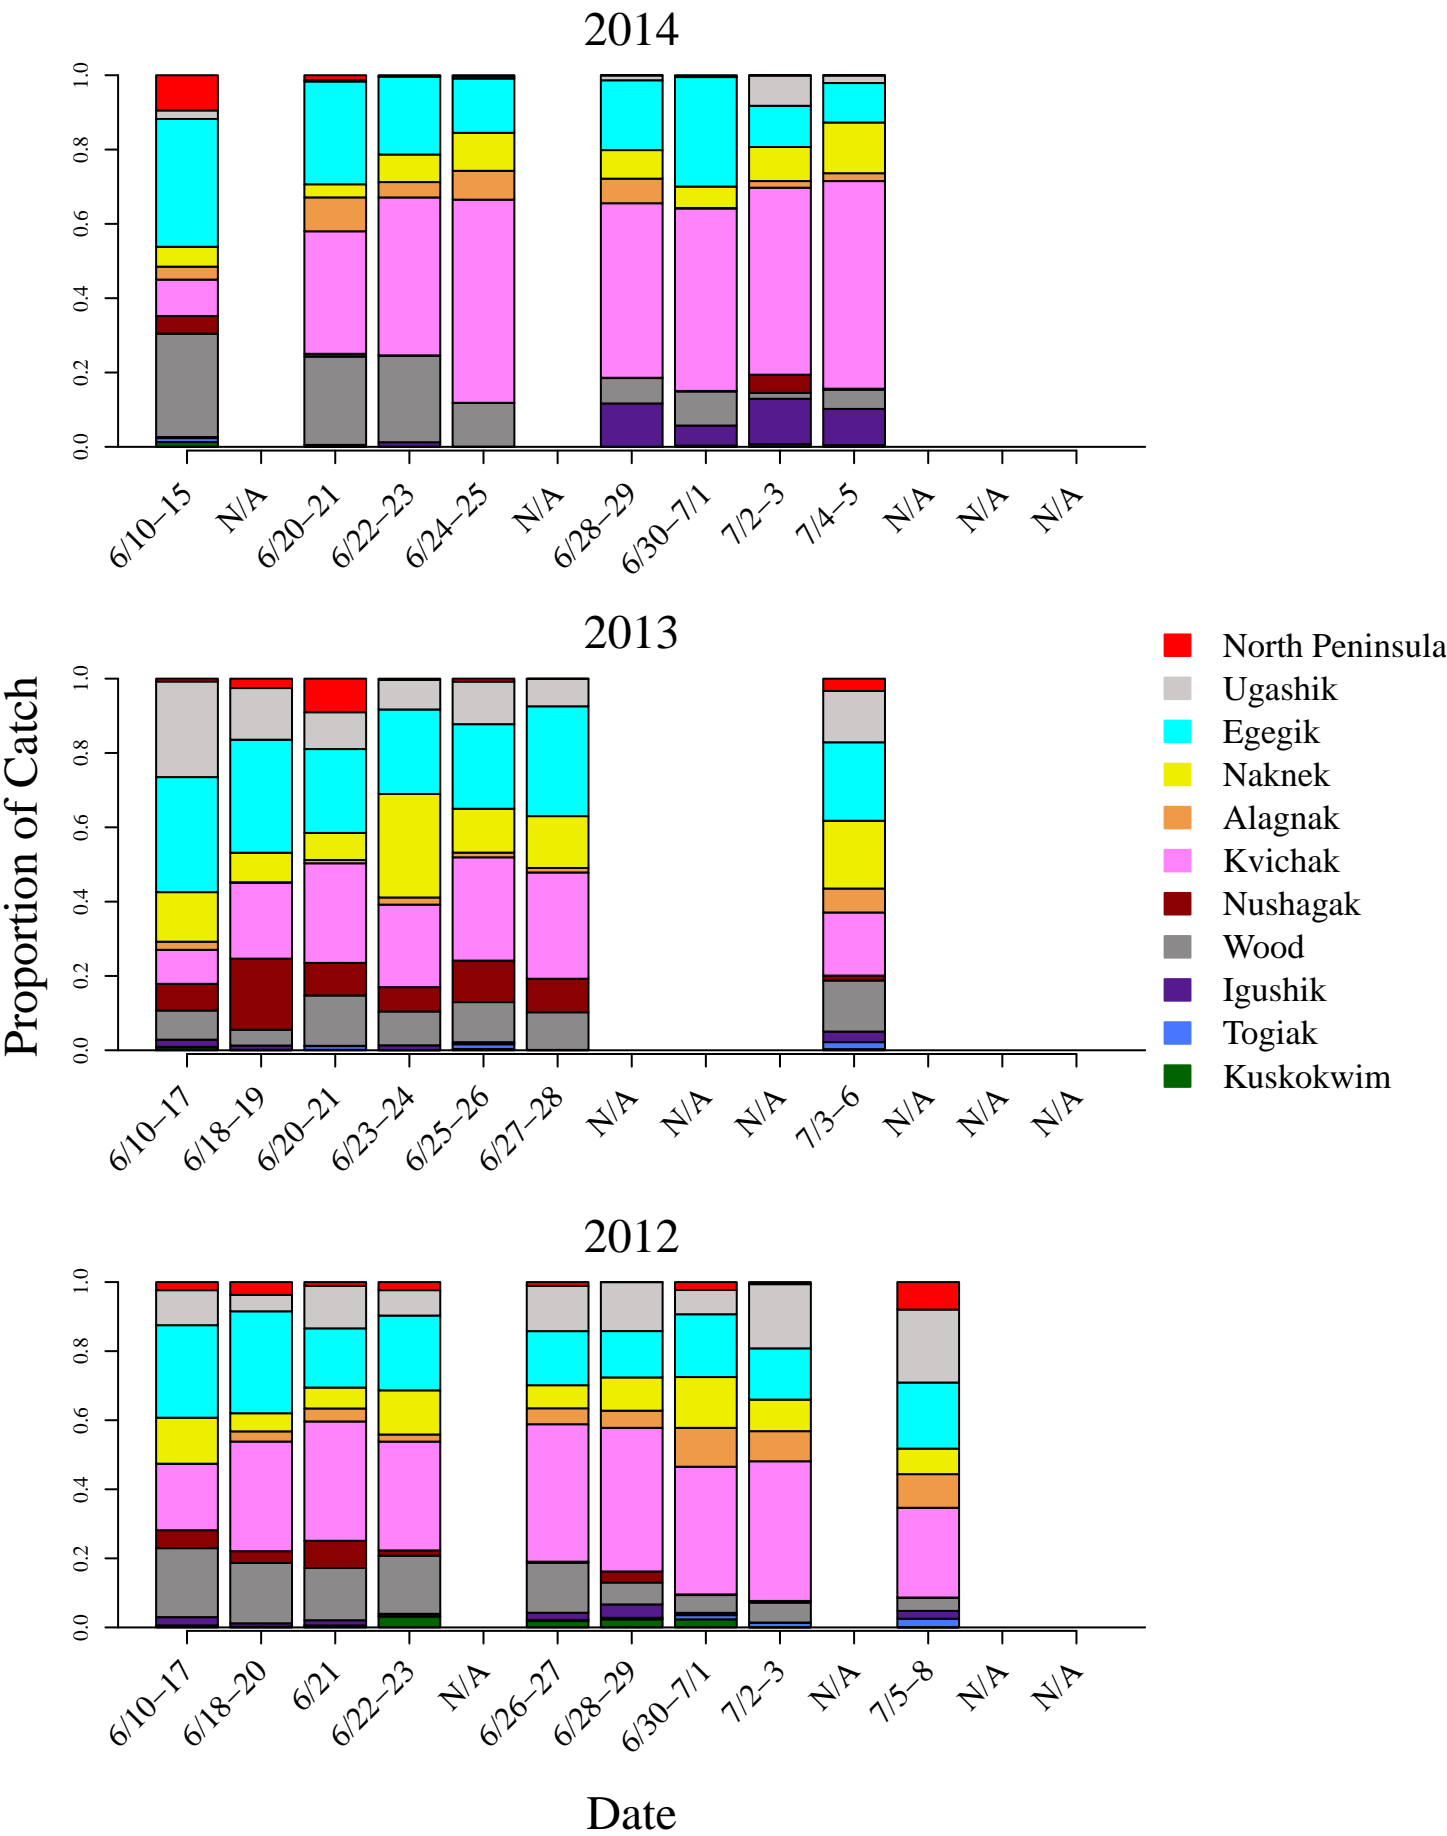 2014
1.0
0.8
0.6
0.4
0.2
0.0
6/10−15
N/A
6/20−21
6/22−23
6/24−25
N/A
6/28−29
6/30−7/1
7/2−3
7/4−5
N/A
N/A
N/A
Proportion of Catch
2013
1.0
0.8
0.6
0.4
0.2
0.0
6/10−17
6/18−19
6/20−21
6/23−24
6/25−26
6/27−28
N/A
N/A
N/A
7/3−6
N/A
N/A
N/A
North Peninsula
Ugashik
Egegik
Naknek
Alagnak
Kvichak
Nushagak
Wood
Igushik
Togiak
Kuskokwim
2012
1.0
0.8
0.6
0.4
0.2
0.0
6/10−17
6/18−20
6/21
6/22−23
N/A
6/26−27
6/28−29
6/30−7/1
7/2−3
N/A
7/5−8
N/A
N/A
Date